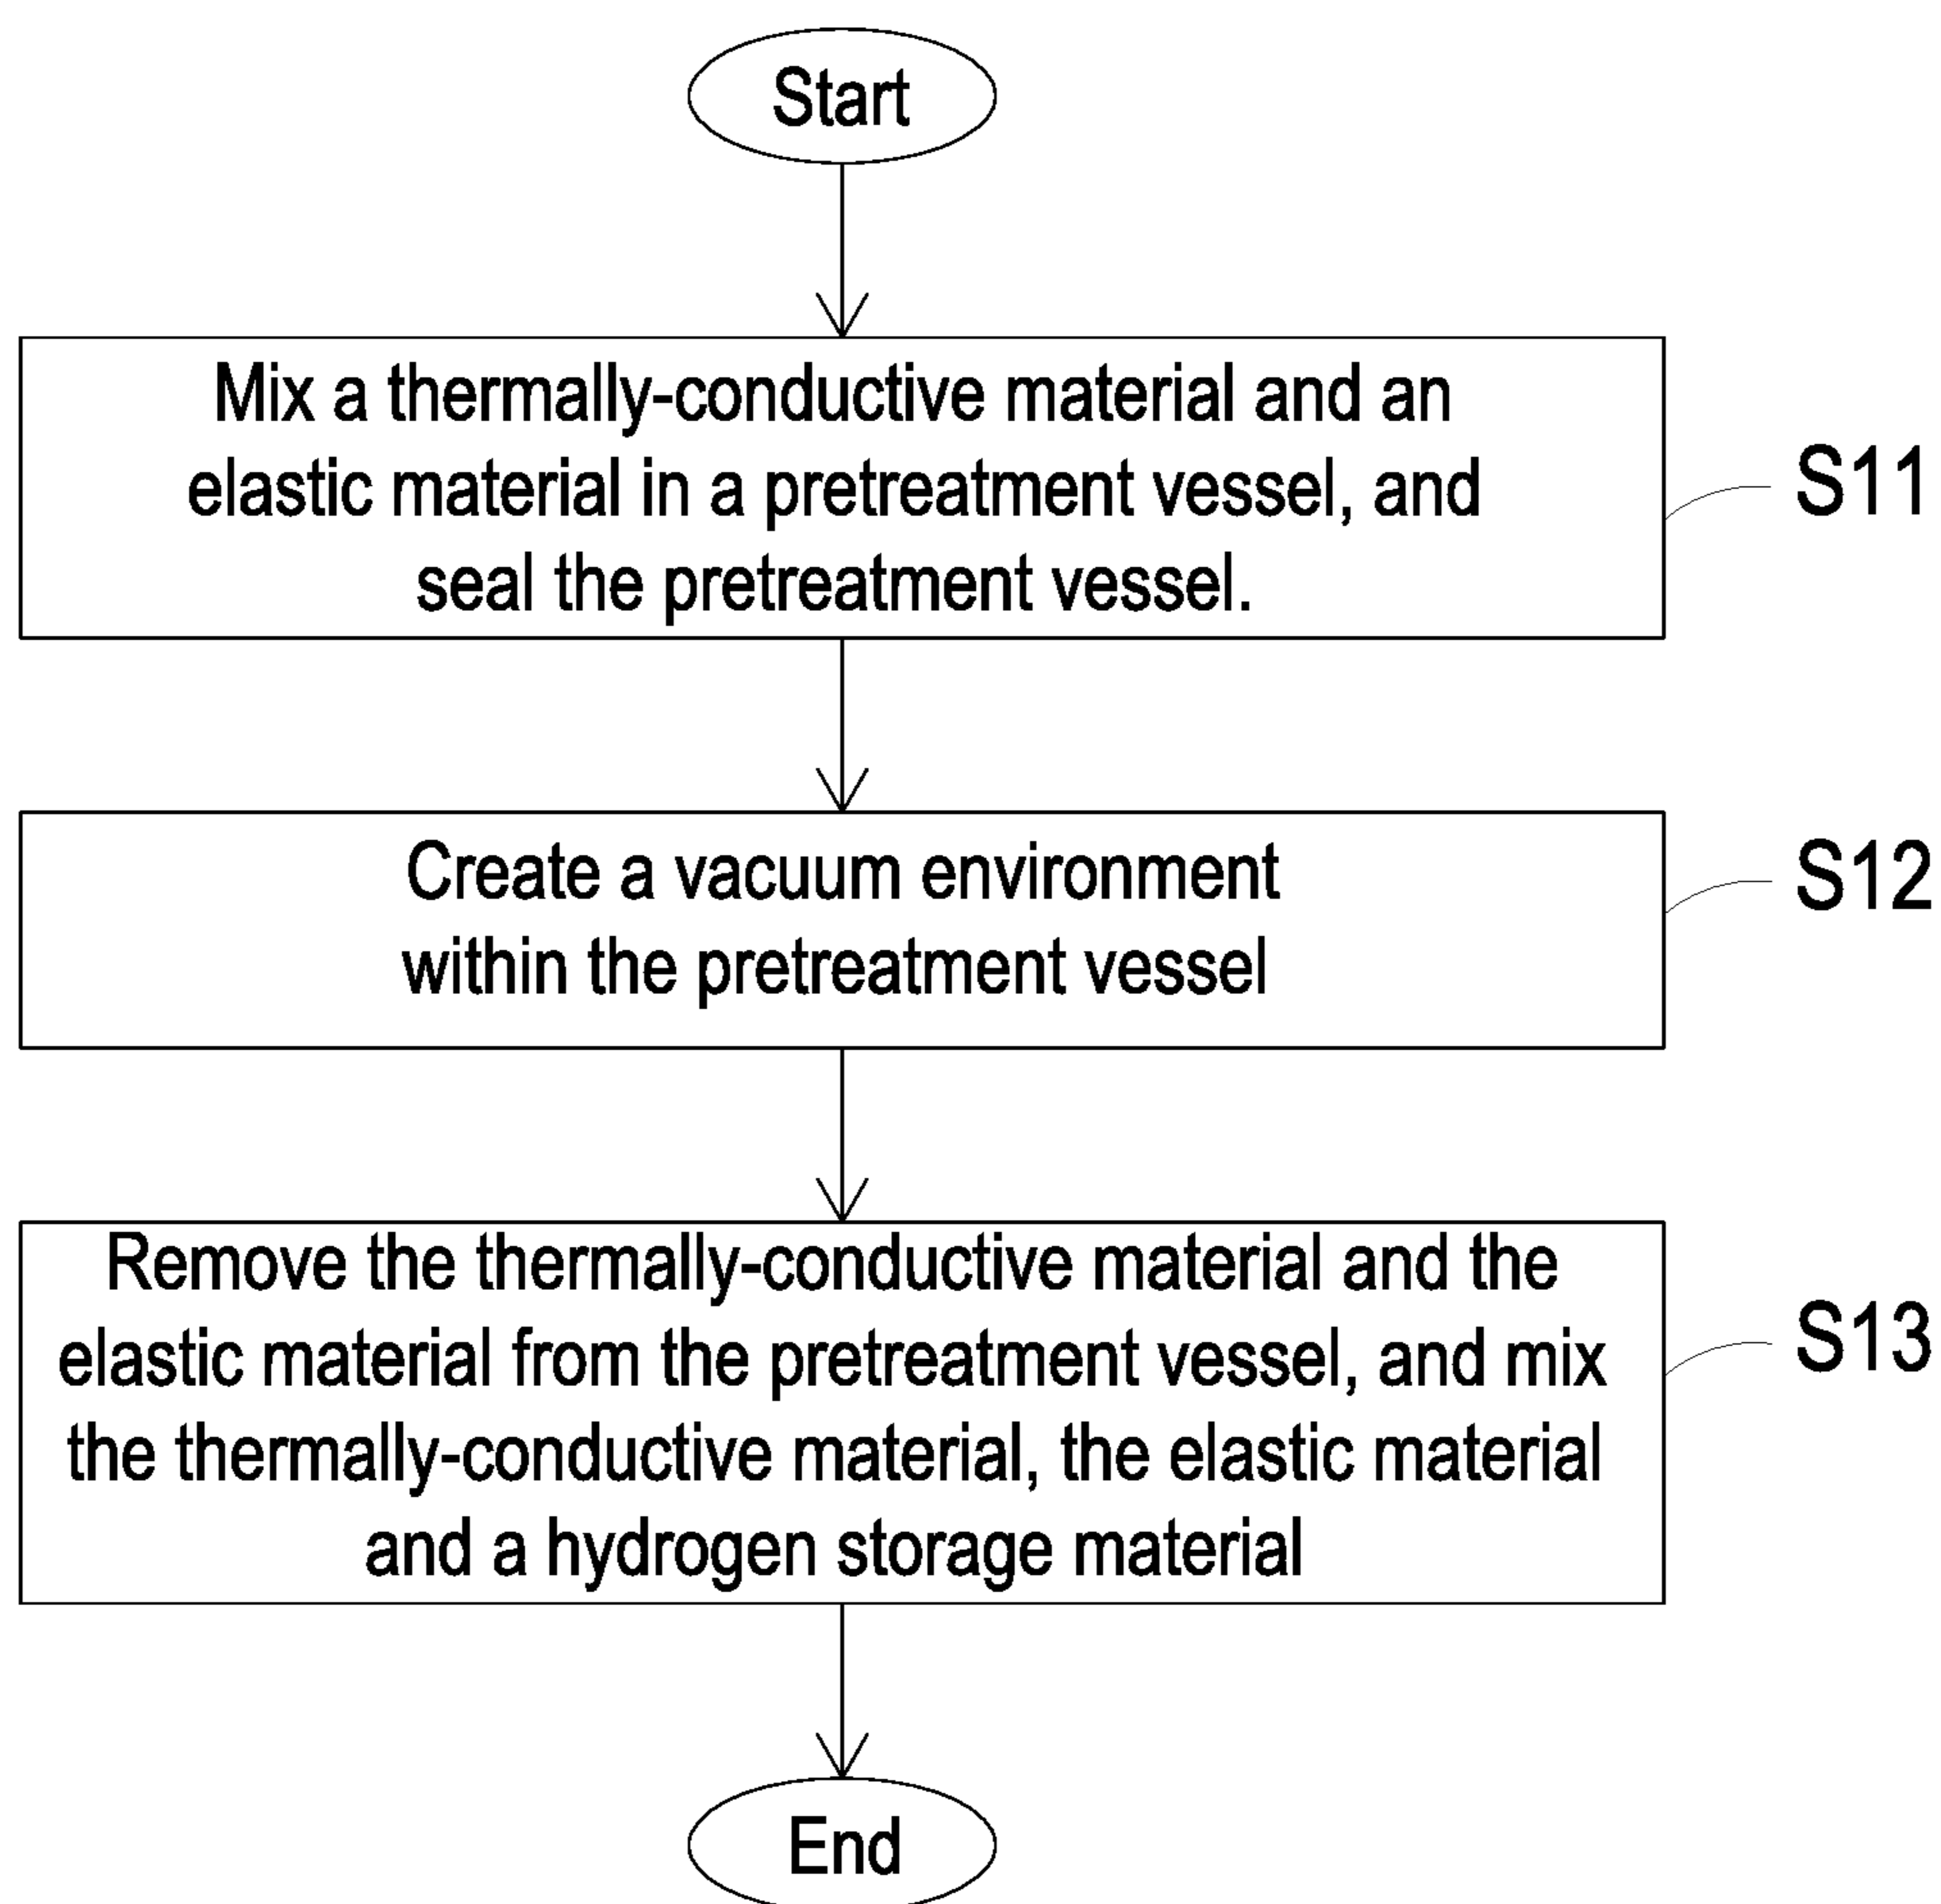 Start
Mix a thermally-conductive material and an
elastic material in a pretreatment vessel, and
seal the pretreatment vessel.
S11
Create a vacuum environment
within the pretreatment vessel
S12
Remove the thermally-conductive material and the
elastic material from the pretreatment vessel, and mix
the thermally-conductive material, the elastic material
and a hydrogen storage material
S13
End